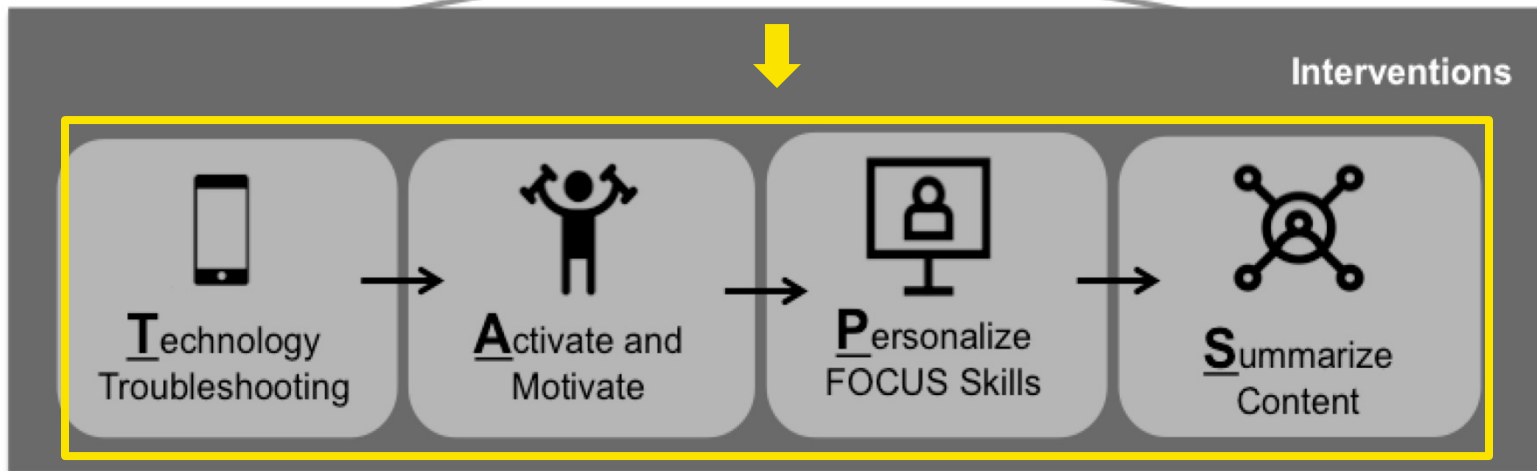 Interventions
Technology
Troubleshooting
Activate and
Motivate
Personalize
FOCUS Skills
Summarize
Content